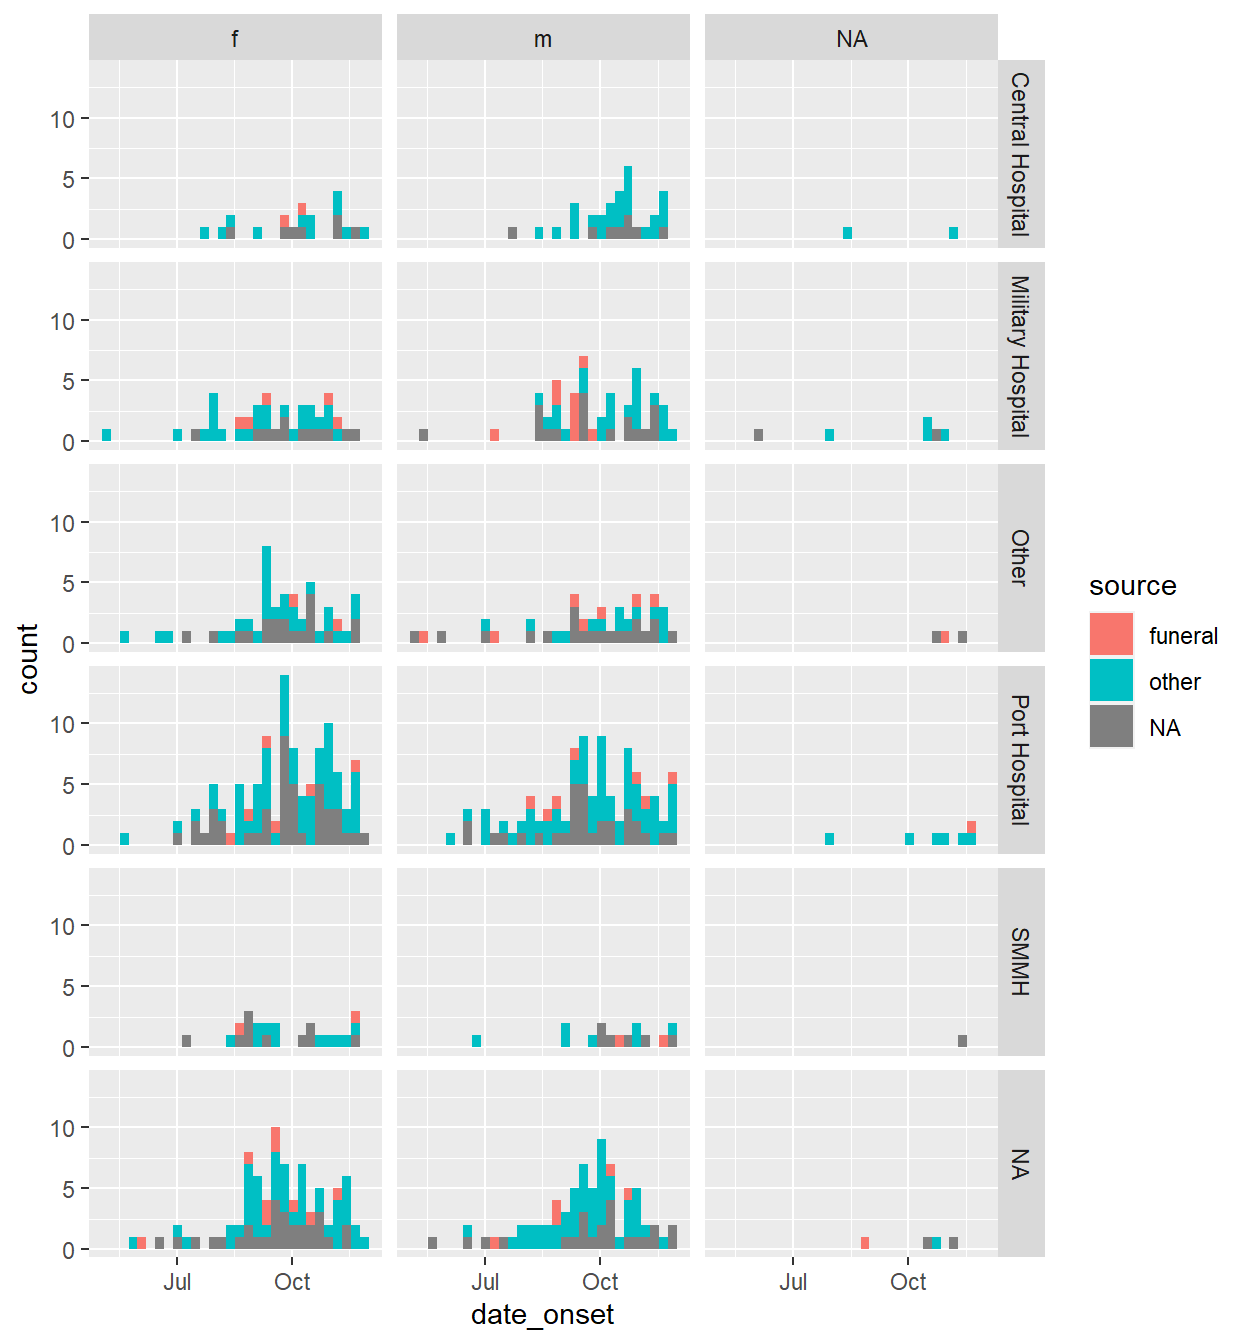 f m NA
Central Hospital
10
5
0
Military Hospital
10
5
0
Other
10
5
0
Port Hospital
10
5
0
SMMH
10
5
0
NA
10
5
0
Jul Oct Jul Oct Jul Oct
date_onset
count
source
funeral
other
NA